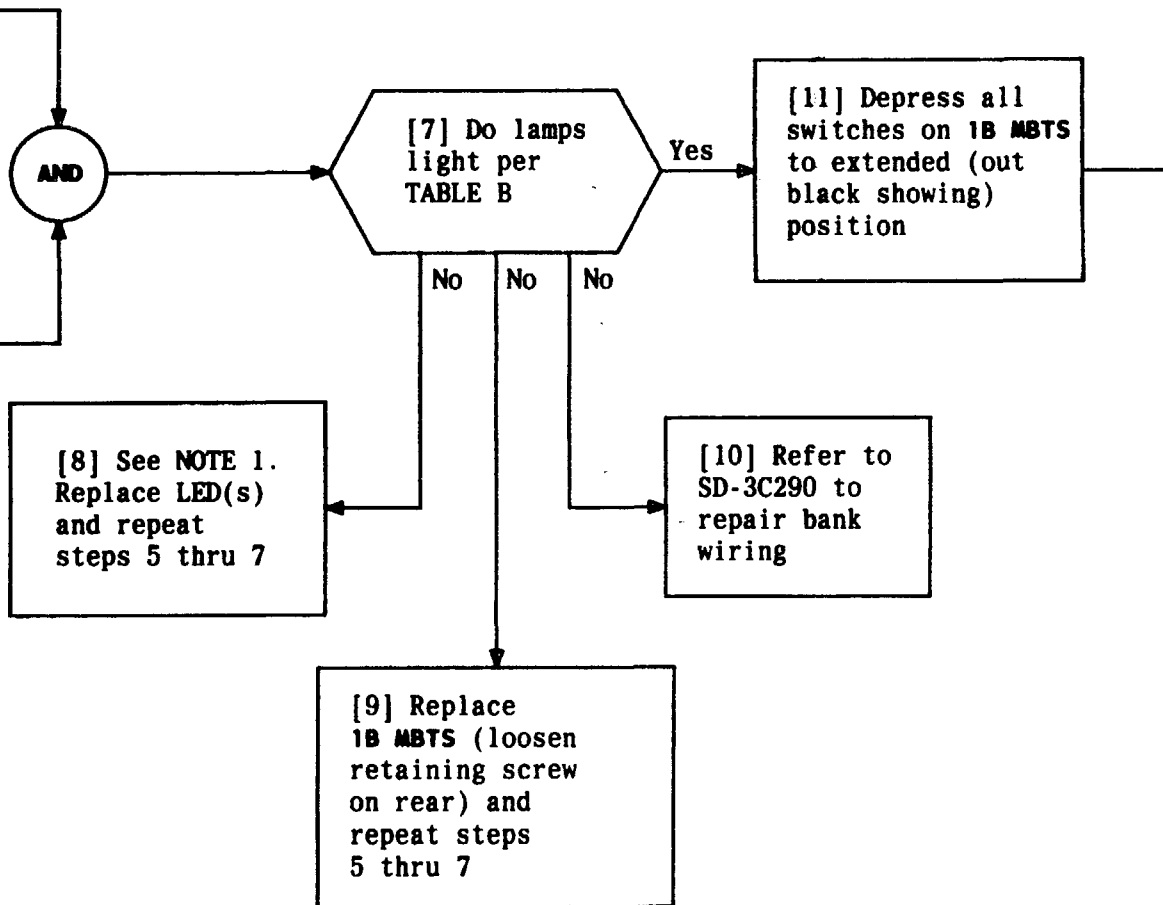 AND
[7] Do lamps
light per
TABLE B
Yes
[11] Depress all
switches on 1B MBTS
to extended (out
black showing)
position
No
No
No
[8] See NOTE 1.
Replace LED(s)
and repeat
steps 5 thru 7
[10] Refer to
SD-3C290 to
repair bank
wiring
[9] Replace
1B MBTS (loosen
retaining screw
on rear) and
repeat steps
5 thru 7